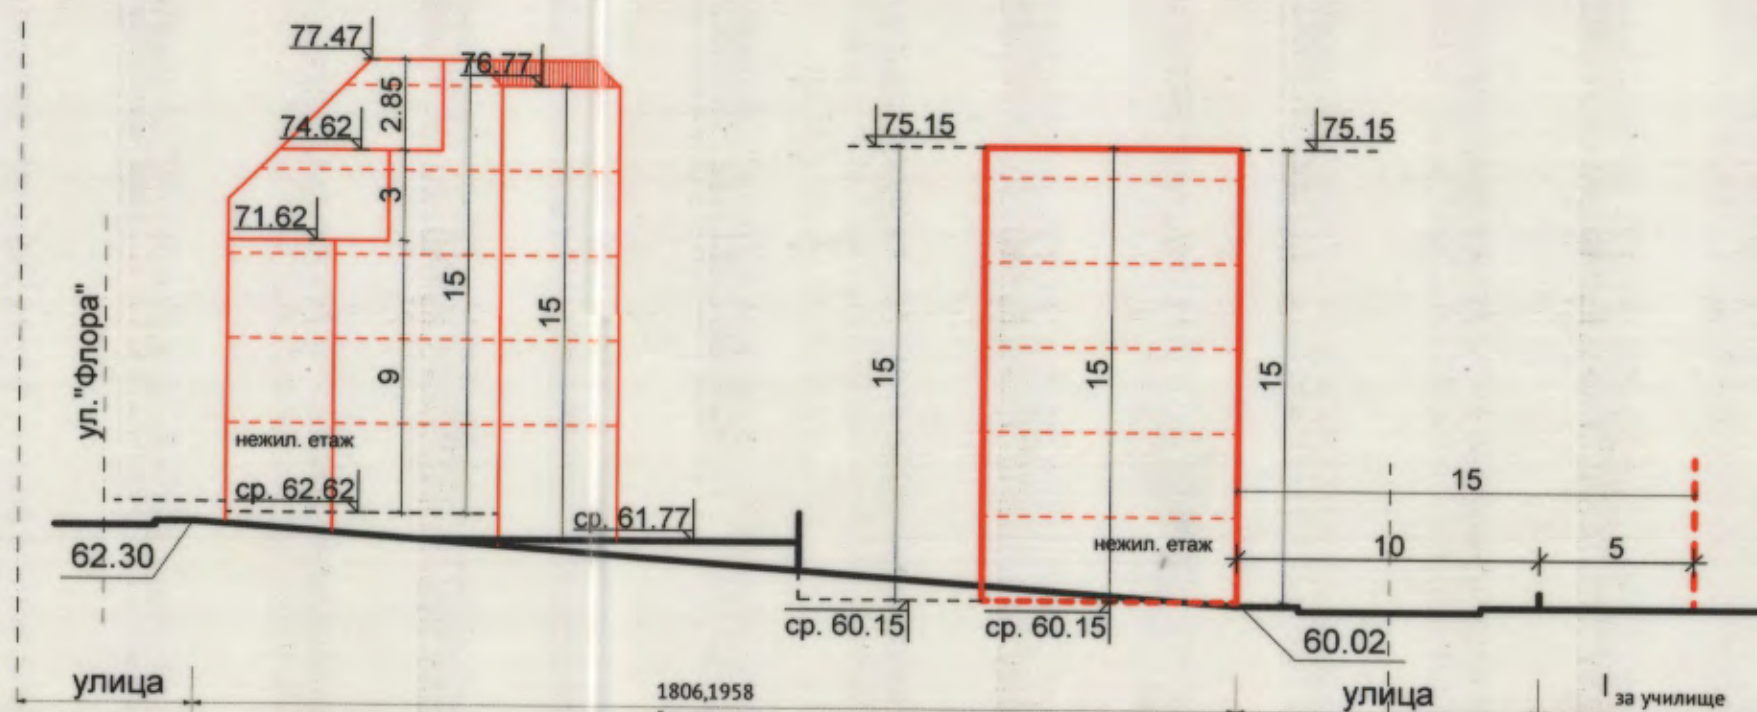 77.47
76.77
2.85
74.62
75.15
75.15
3
71.62
15
15
ул."Флора"
9
15
15
15
нежил. етаж
15
ср. 62.62
ср. 61.77
нежил. етаж
10
5
62.30
ср. 60.15
ср. 60.15
60.02
улица
1806,1958
улица
за училище